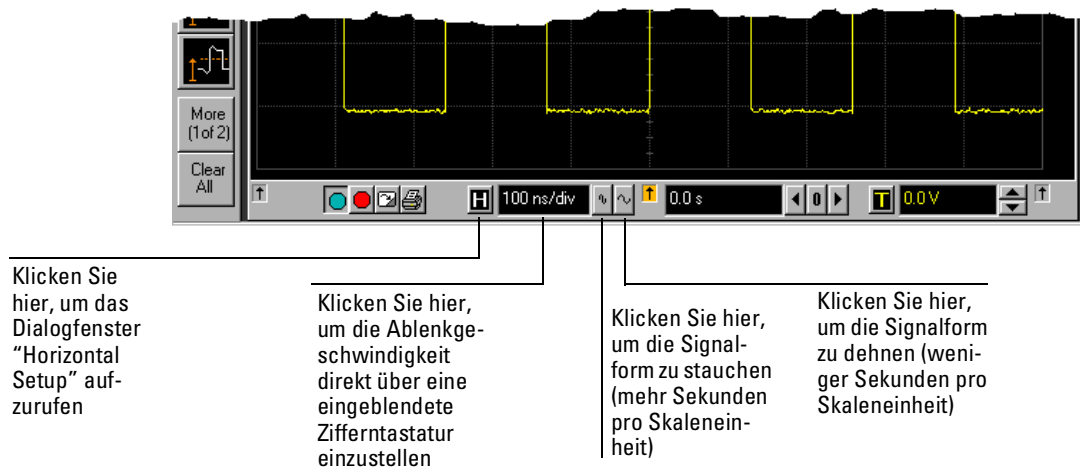 More
(1of 2)
Clear
All
H
100 ns/div
0.0 s
0
T
0.0 V
Klicken Sie
hier, um das
Dialogfenster
“Horizontal
Setup” auf-
zurufen
Klicken Sie hier,
um die Ablenkge-
schwindigkeit
direkt über eine
eingeblendete
Zifferntastatur
einzustellen
Klicken Sie hier,
um die Signal-
form zu stauchen
(mehr Sekunden
pro Skalenein-
heit)
Klicken Sie hier,
um die Signalform
zu dehnen (weni-
ger Sekunden pro
Skaleneinheit)